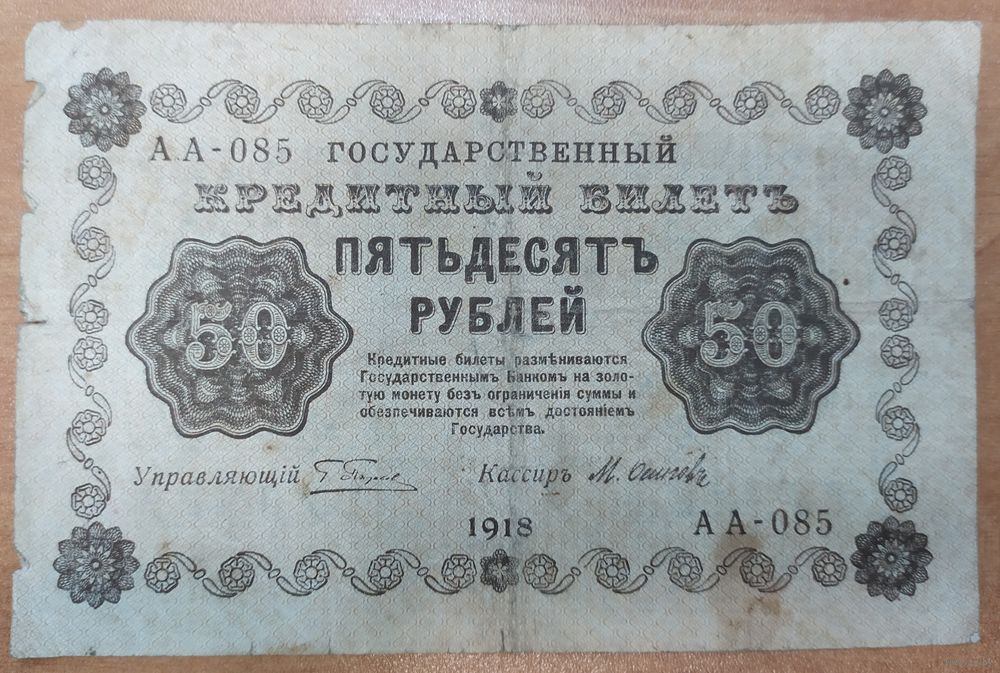 АА-085 ГОСУДАРСТВЕННЫЙ
КРЕДИТНЫЙ БИЛЕТЪ
ПЯТЬДЕСЯТЪ
РУБЛЕЙ
50 50
Кредитные билеты размѣниваются
Государственнымъ Банкомъ на золо-
тую монету безъ ограниченія суммы и
обезпечиваются всѣмъ достояніемъ
Государства.
Управляющій Кассиръ М. Осиповъ
1918 АА-085